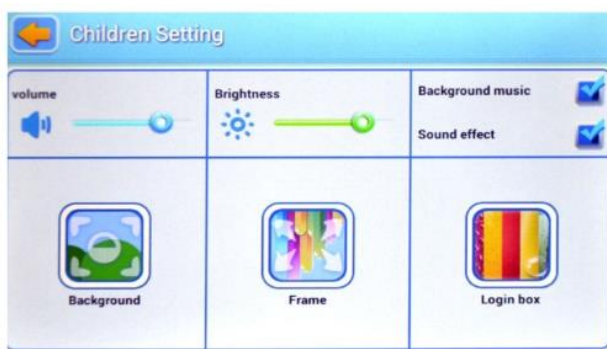 Children Setting
volume
Brightness
Background music
Sound effect
Background
Frame
Login box